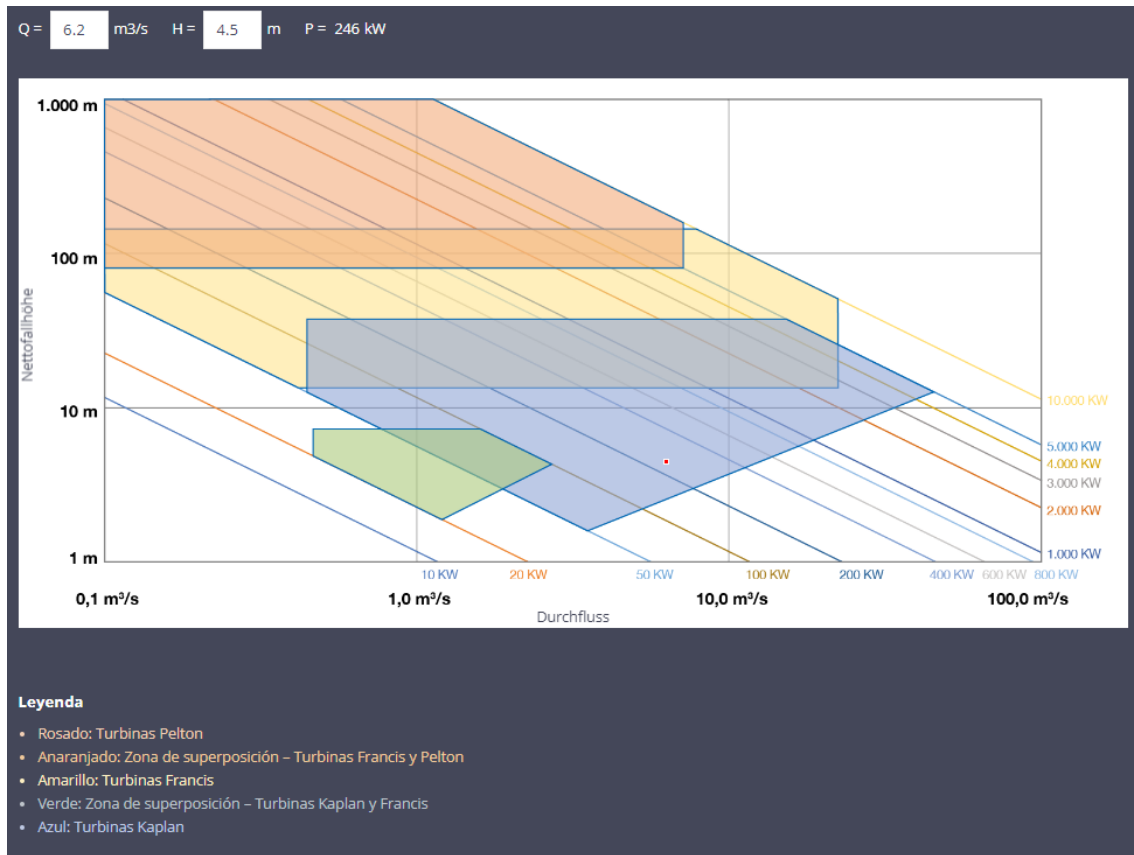 Q = 6.2 m3/s H = 4.5 m P = 246 kW
1.000 m
100 m
Nettofallhöhe
10 m
1 m
10.000 KW
5.000 KW
4.000 KW
3.000 KW
2.000 KW
1.000 KW
10 KW 20 KW 50 KW 100 KW 200 KW 400 KW 600 KW 800 KW
0,1 m³/s 1,0 m³/s 10,0 m³/s 100,0 m³/s
Durchfluss
Leyenda
• Rosado: Turbinas Pelton
• Anaranjado: Zona de superposición – Turbinas Francis y Pelton
• Amarillo: Turbinas Francis
• Verde: Zona de superposición – Turbinas Kaplan y Francis
• Azul: Turbinas Kaplan